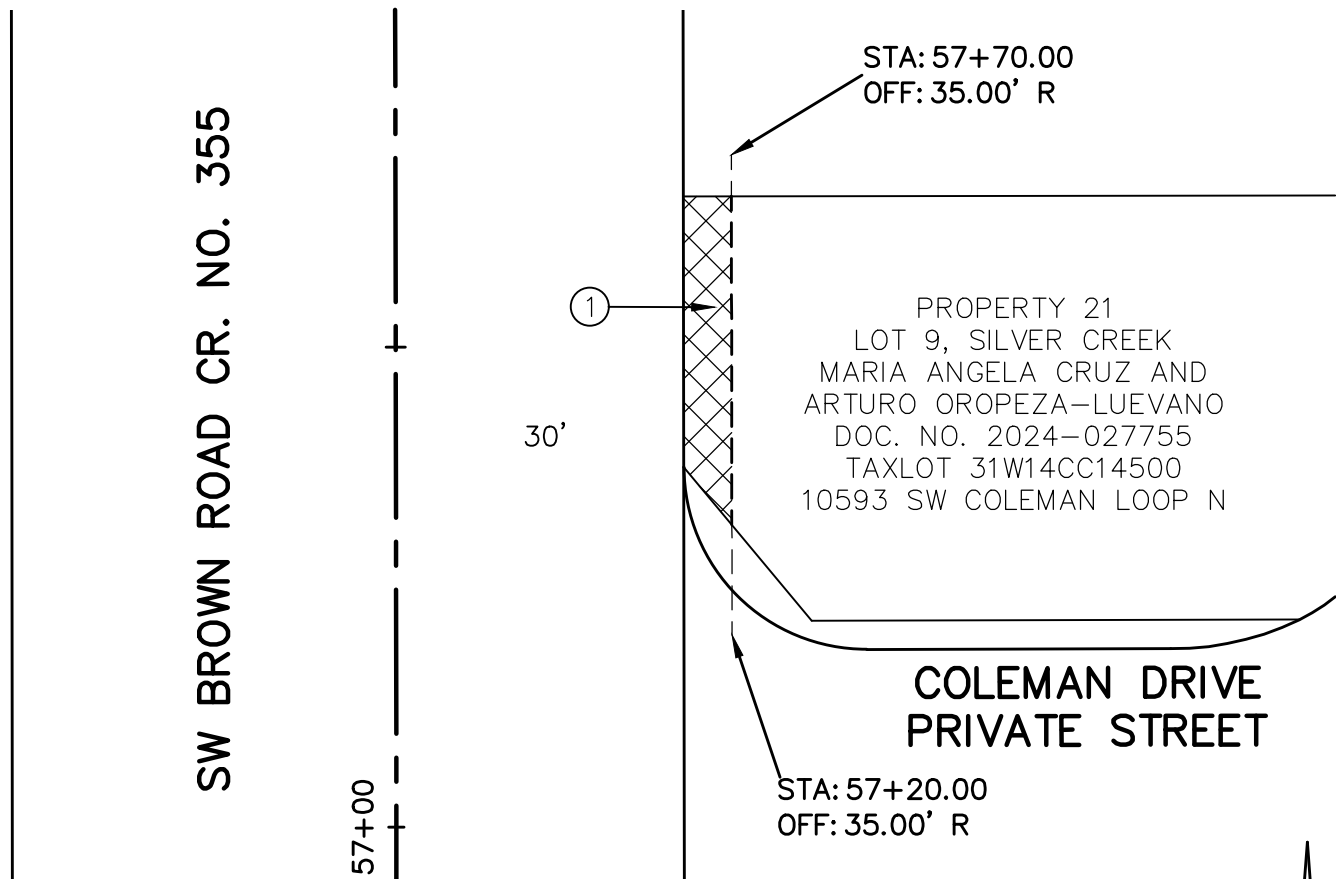 STA: 57+70.00
OFF: 35.00' R
SW BROWN ROAD CR. NO. 355
1
30'
PROPERTY 21
LOT 9, SILVER CREEK
MARIA ANGELA CRUZ AND
ARTURO OROPEZA-LUEVANO
DOC. NO. 2024-027755
TAXLOT 31W14CC14500
10593 SW COLEMAN LOOP N
COLEMAN DRIVE
PRIVATE STREET
STA: 57+20.00
OFF: 35.00' R
57+00